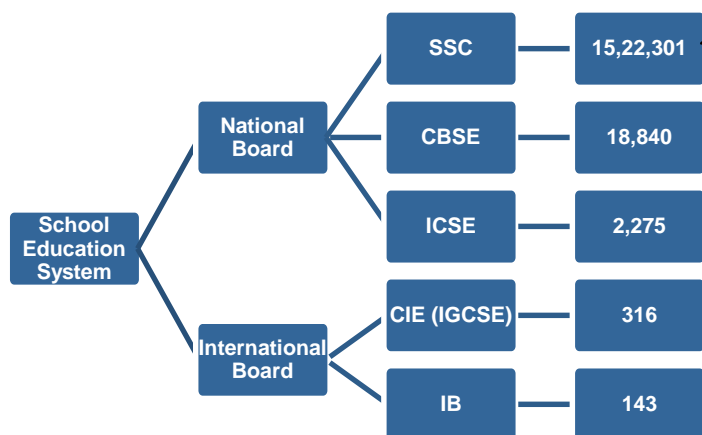 School
Education
System
National
Board
International
Board
SSC
15,22,301
CBSE
18,840
ICSE
2,275
CIE (IGCSE)
316
IB
143